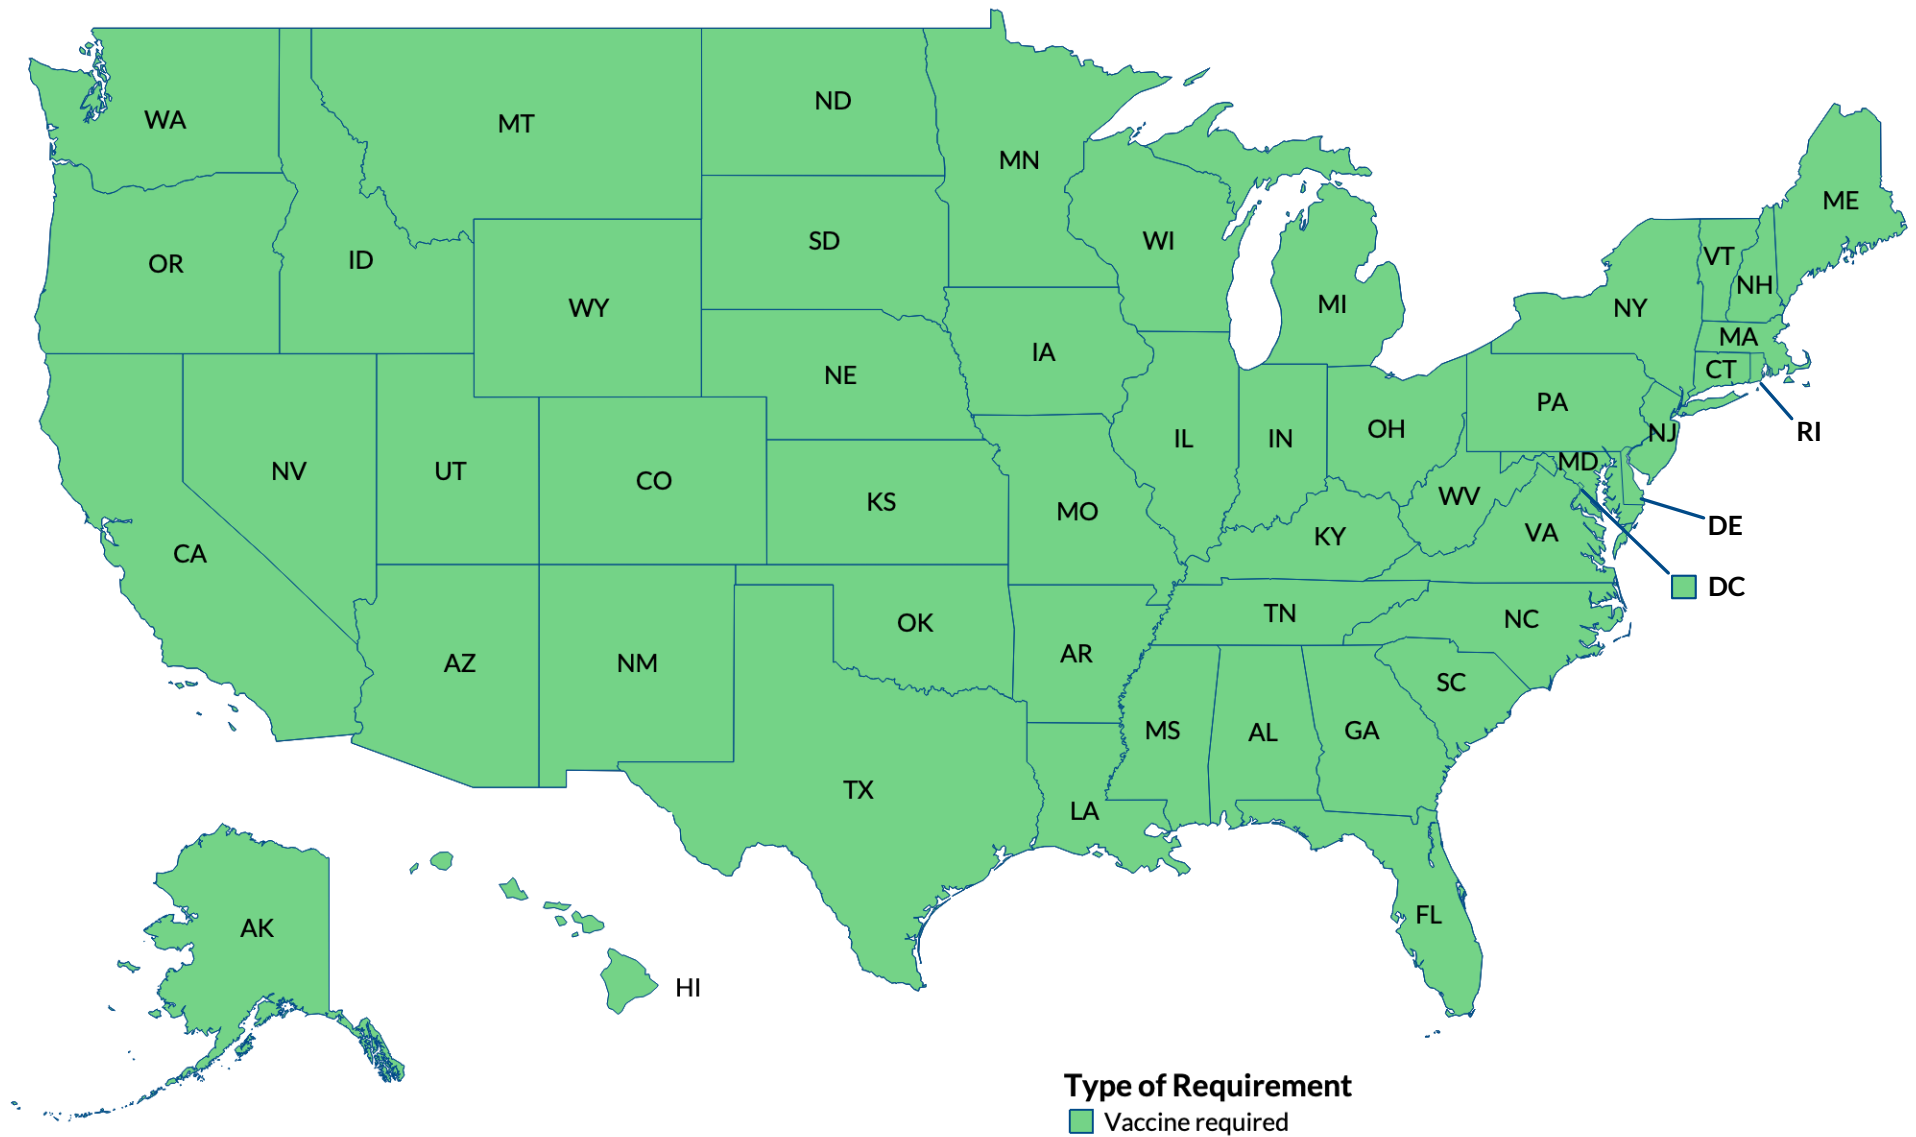 ND
WA
MT
MN
ME
SD
WI
VT
ID
OR
NH
MI
WY
NY
MA
IA
CT
NE
PA
OH
RI
NJ
IL
IN
MD
NV
UT
CO
WV
KS
MO
DE
VA
KY
CA
DC
TN
NC
OK
AR
AZ
NM
SC
MS
AL
GA
TX
LA
FL
AK
HI
Type of Requirement
Vaccine required